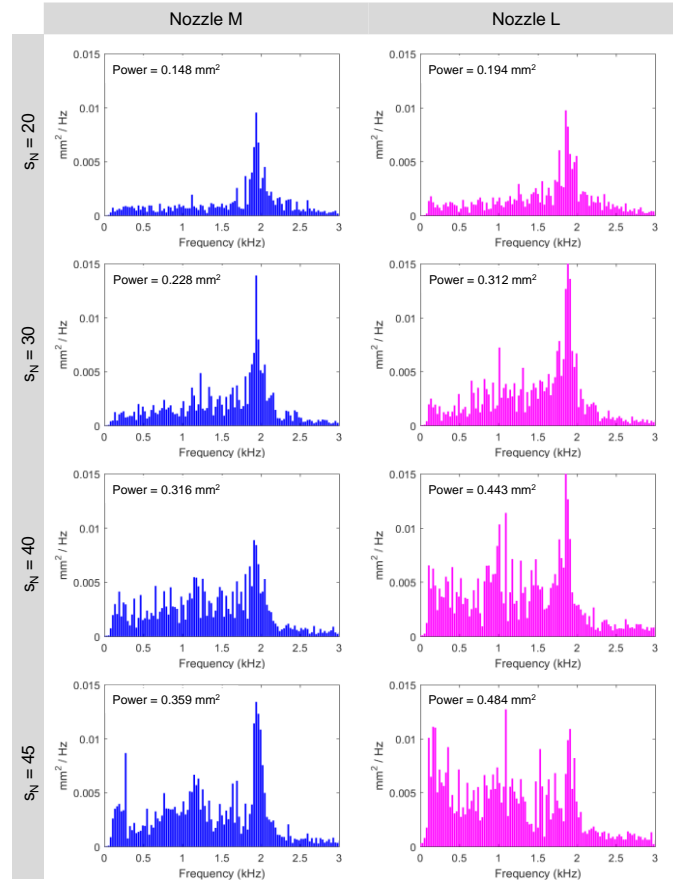 Nozzle M
Nozzle L
s_N = 20
Power = 0.148 mm²
mm² / Hz
0.015
0.01
0.005
0
0 0.5 1 1.5 2 2.5 3
Frequency (kHz)
Power = 0.194 mm²
mm² / Hz
0.015
0.01
0.005
0
0 0.5 1 1.5 2 2.5 3
Frequency (kHz)
s_N = 30
Power = 0.228 mm²
mm² / Hz
0.015
0.01
0.005
0
0 0.5 1 1.5 2 2.5 3
Frequency (kHz)
Power = 0.312 mm²
mm² / Hz
0.015
0.01
0.005
0
0 0.5 1 1.5 2 2.5 3
Frequency (kHz)
s_N = 40
Power = 0.316 mm²
mm² / Hz
0.015
0.01
0.005
0
0 0.5 1 1.5 2 2.5 3
Frequency (kHz)
Power = 0.443 mm²
mm² / Hz
0.015
0.01
0.005
0
0 0.5 1 1.5 2 2.5 3
Frequency (kHz)
s_N = 45
Power = 0.359 mm²
mm² / Hz
0.015
0.01
0.005
0
0 0.5 1 1.5 2 2.5 3
Frequency (kHz)
Power = 0.484 mm²
mm² / Hz
0.015
0.01
0.005
0
0 0.5 1 1.5 2 2.5 3
Frequency (kHz)